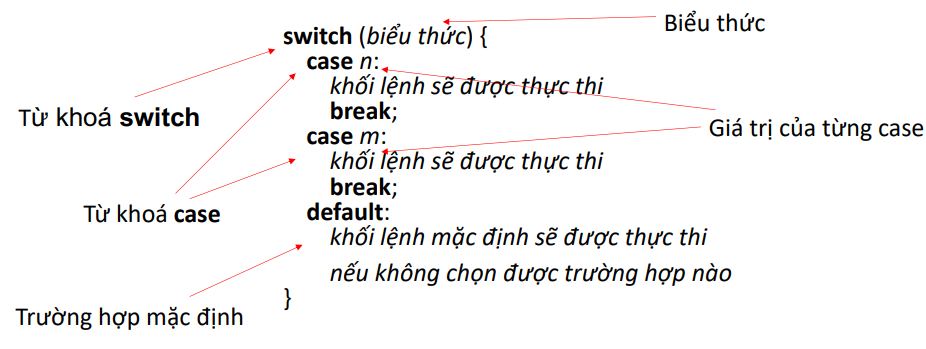 Biểu thức
switch (biểu thức) {
case n:
khối lệnh sẽ được thực thi
break;
Từ khoá switch
case m:
Giá trị của từng case
khối lệnh sẽ được thực thi
break;
Từ khoá case
default:
khối lệnh mặc định sẽ được thực thi
nếu không chọn được trường hợp nào
}
Trường hợp mặc định